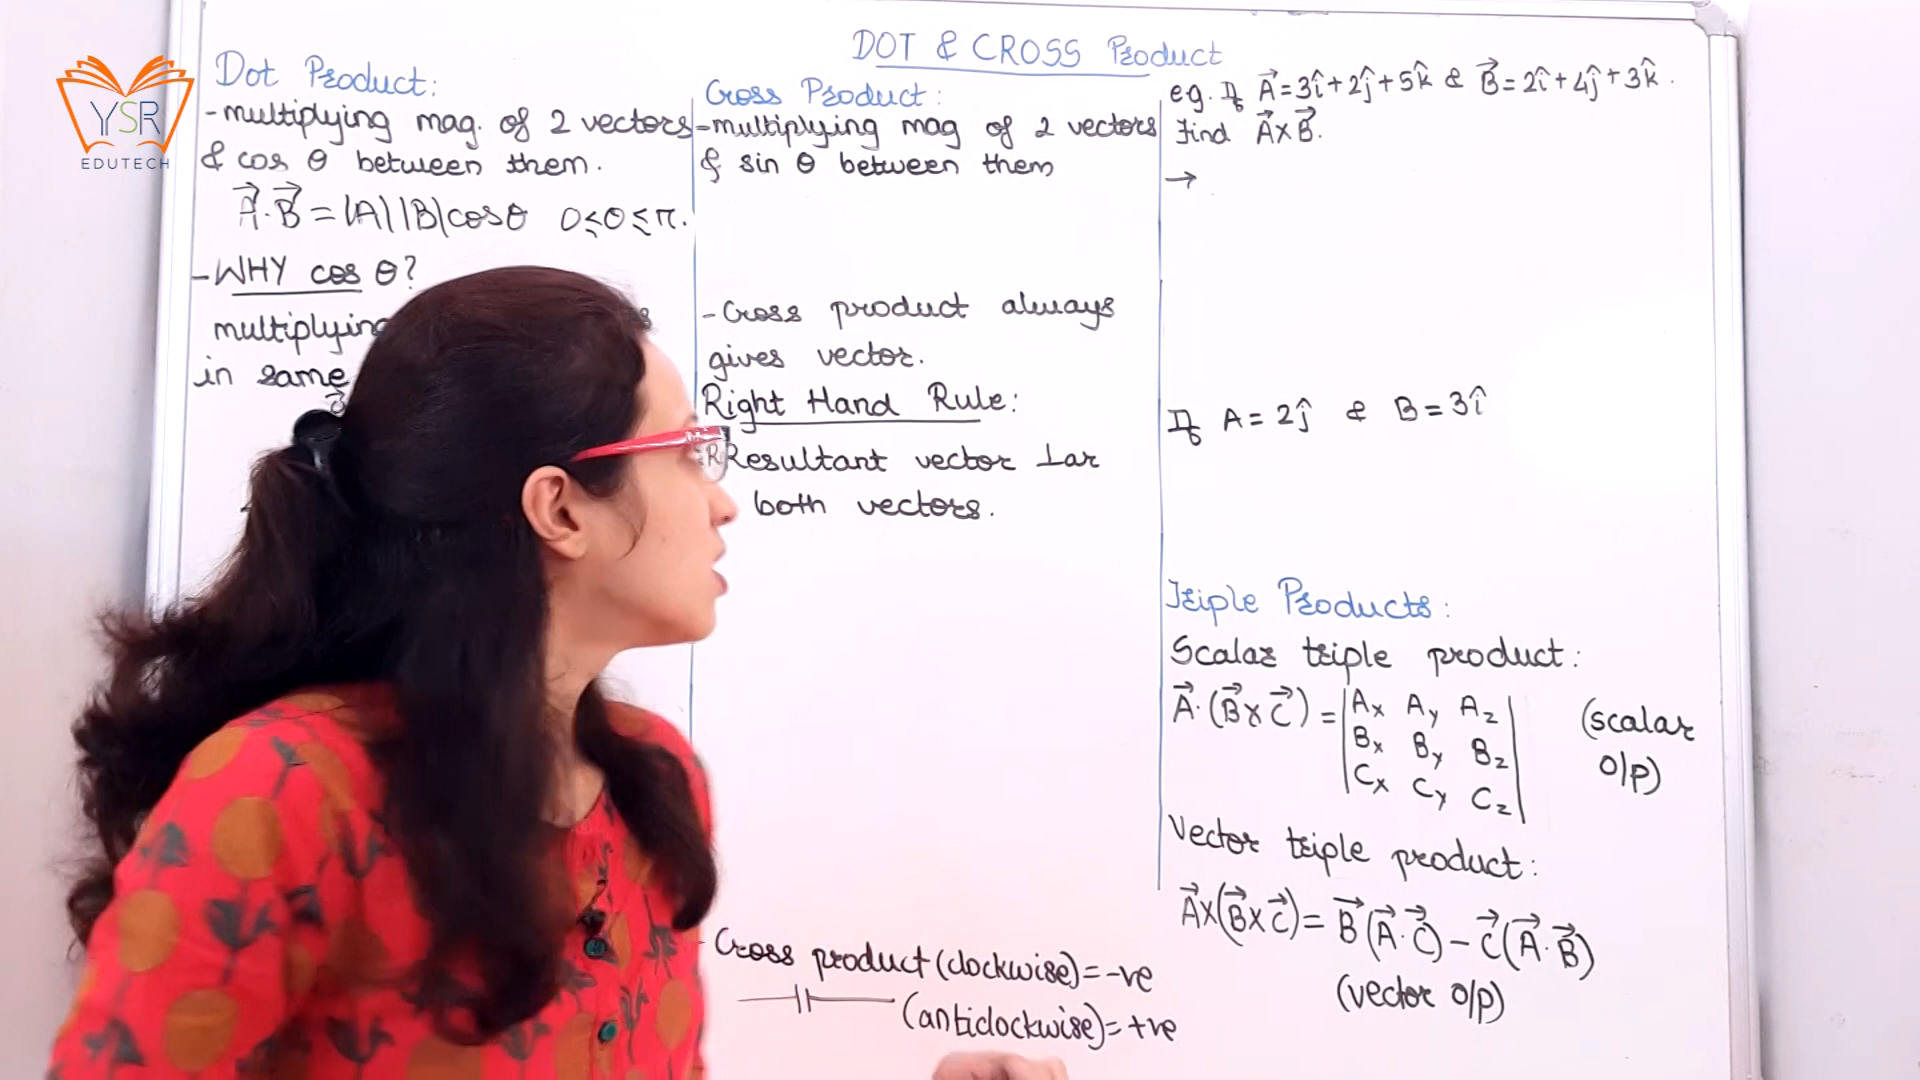 YSR
EDUTECH
DOT & CROSS Product
Dot Product:
-multiplying mag. of 2 vectors
& cos θ between them.
A⃗·B⃗ = |A||B|cosθ 0≤θ≤π.
-WHY cos θ?
multiplying
in same
Cross Product:
-multiplying mag of 2 vectors
& sin θ between them
-Cross product always
gives vector.
Right Hand Rule:
Resultant vector ⊥ar
both vectors.
- Cross product (clockwise) = -ve
(anticlockwise) = +ve
eg. If A⃗ = 3î + 2ĵ + 5k̂ & B⃗ = 2î + 4ĵ + 3k̂.
find A⃗×B⃗.
→
If A = 2ĵ & B = 3î
Triple Products:
Scalar triple product:
A⃗·(B⃗×C⃗) = |Ax Ay Az|
|Bx By Bz|
|Cx Cy Cz|
(scalar
o/p)
Vector triple product:
A⃗×(B⃗×C⃗) = B⃗(A⃗·C⃗) - C⃗(A⃗·B⃗)
(vector o/p)